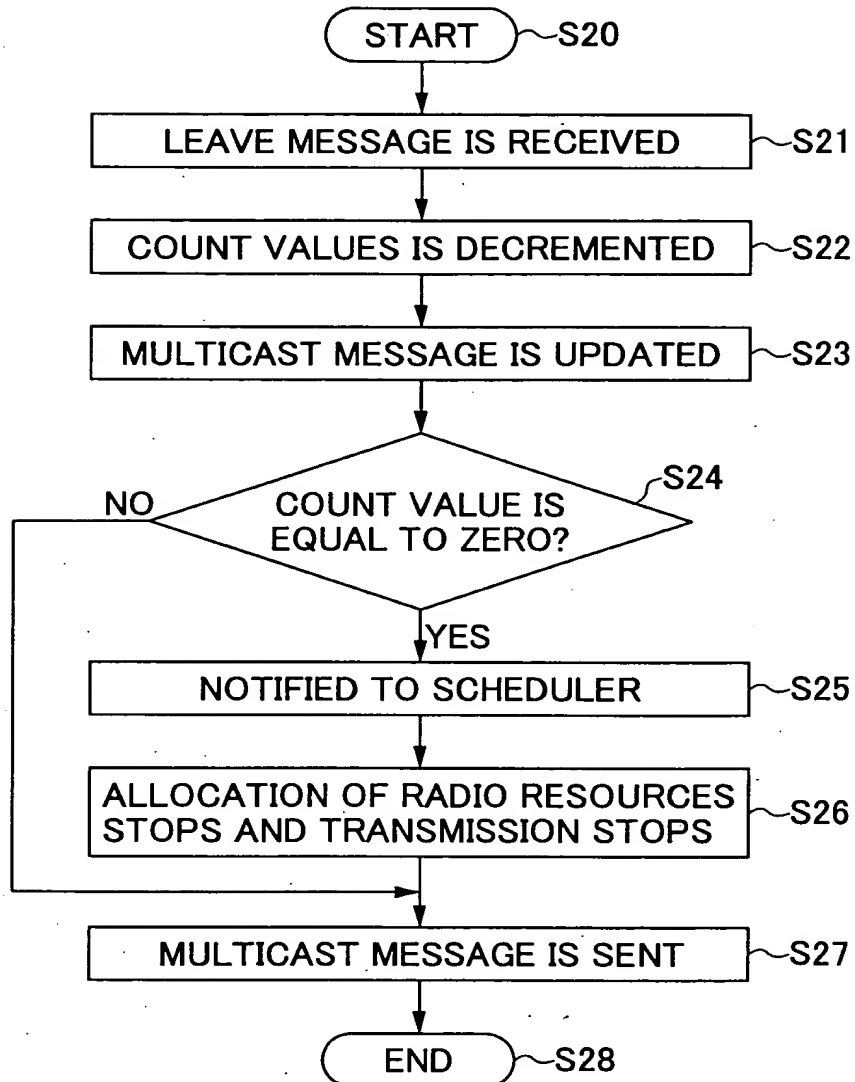 START
S20
LEAVE MESSAGE IS RECEIVED
S21
COUNT VALUES IS DECREMENTED
S22
MULTICAST MESSAGE IS UPDATED
S23
S24
NO
COUNT VALUE IS
EQUAL TO ZERO?
YES
NOTIFIED TO SCHEDULER
S25
ALLOCATION OF RADIO RESOURCES
STOPS AND TRANSMISSION STOPS
S26
MULTICAST MESSAGE IS SENT
S27
END
S28